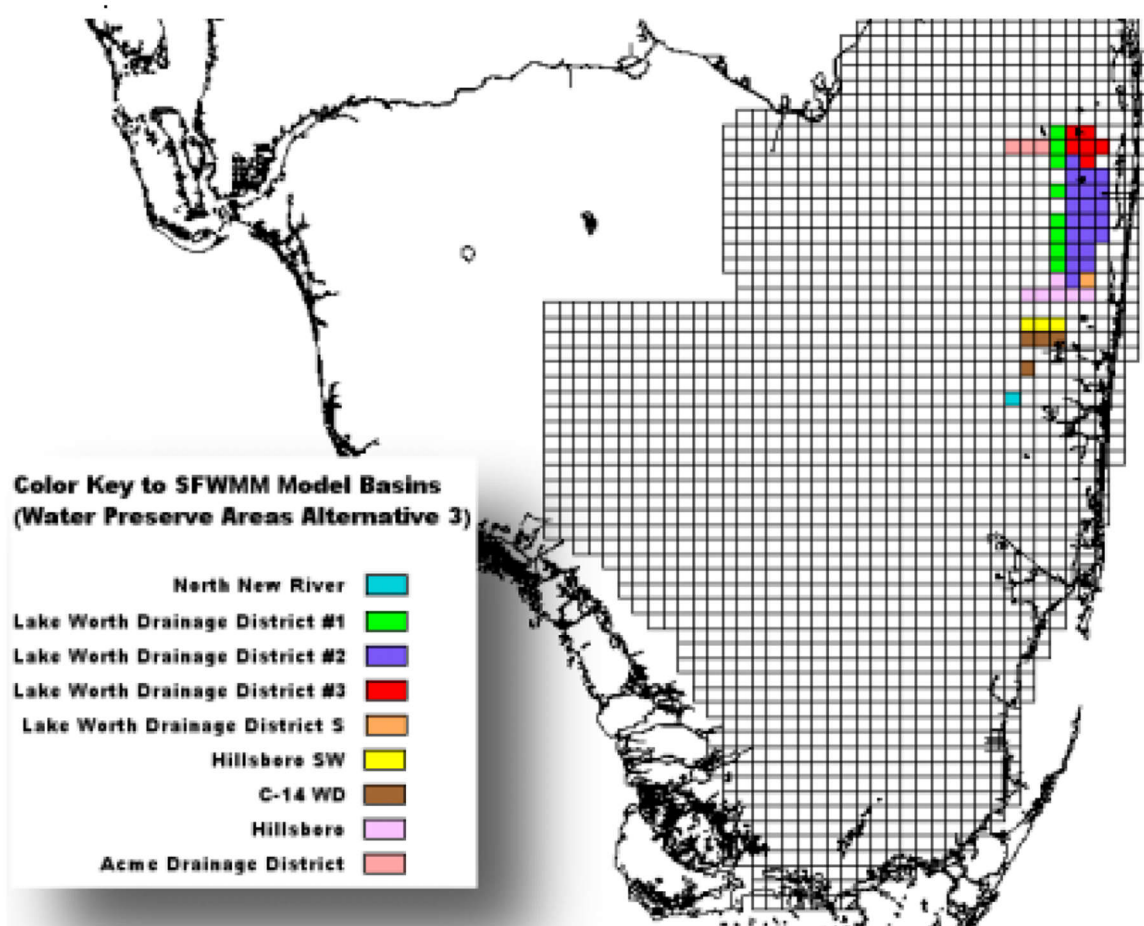 Color Key to SFWMM Model Basins
(Water Preserve Areas Alternative 3)
North New River
Lake Worth Drainage District #1
Lake Worth Drainage District #2
Lake Worth Drainage District #3
Lake Worth Drainage District S
Hillsboro SW
C-14 WD
Hillsboro
Acme Drainage District